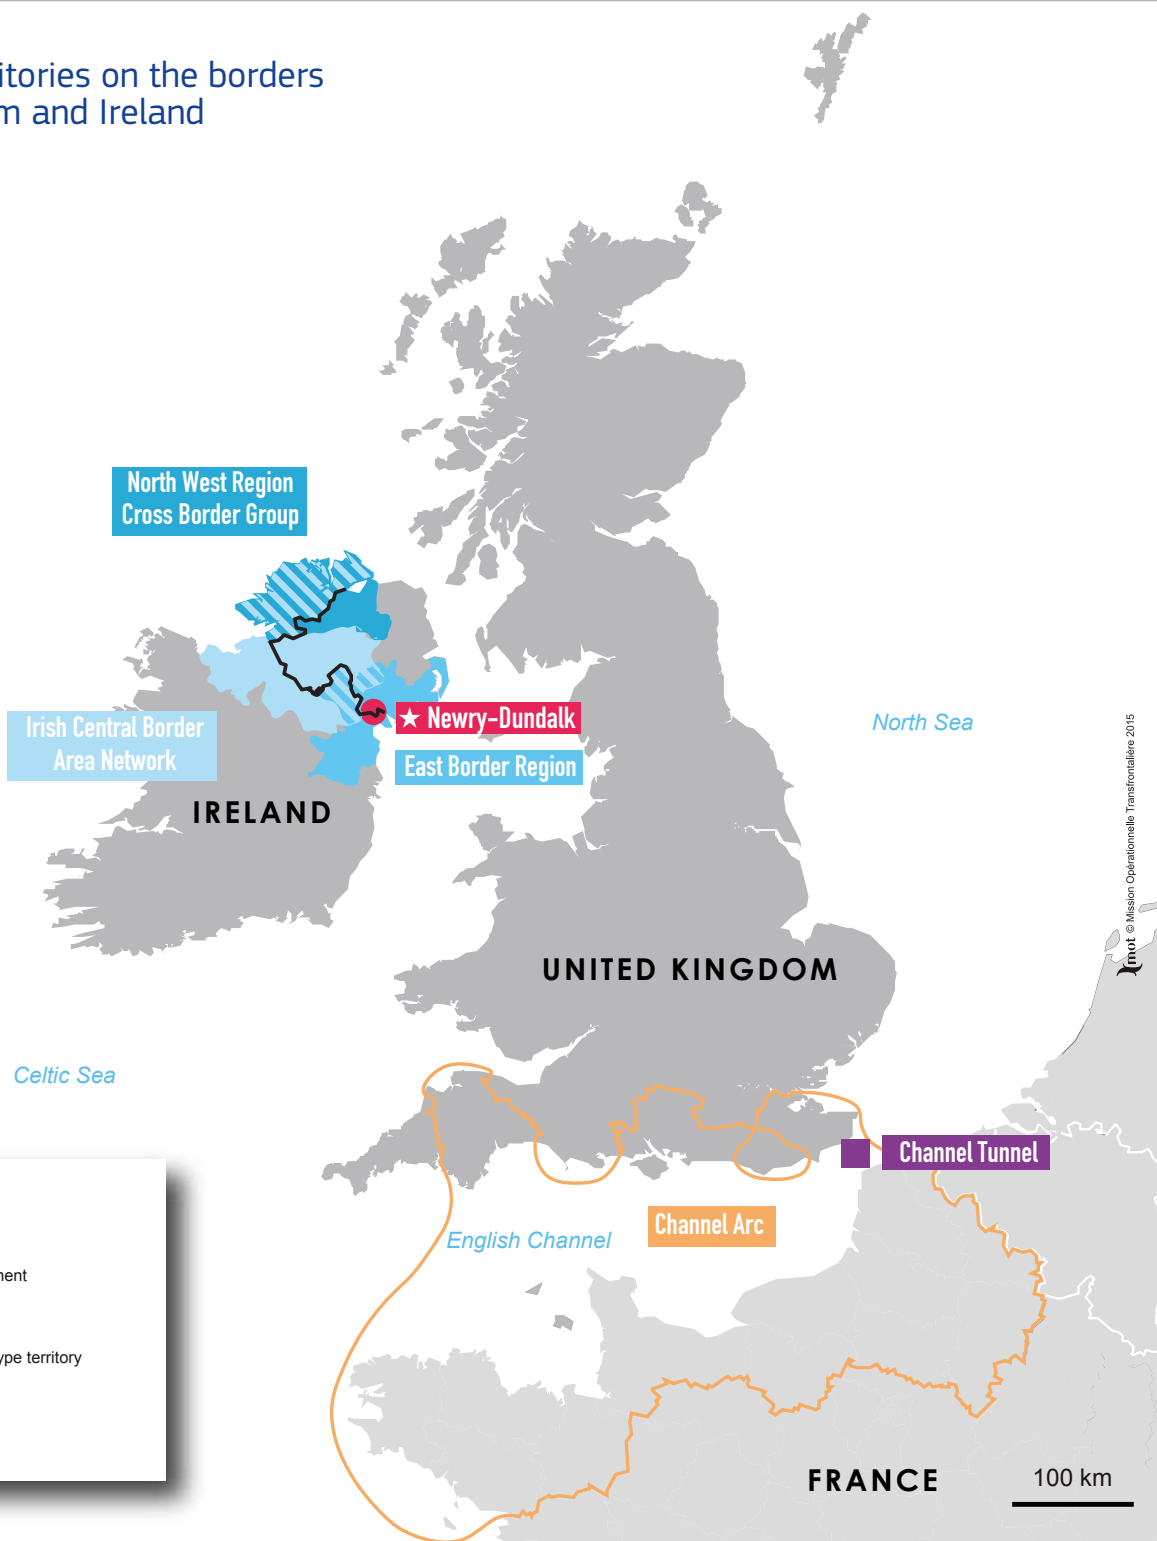 itories on the borders
m and Ireland
North West Region
Cross Border Group
Irish Central Border
Area Network
★ Newry-Dundalk
East Border Region
North Sea
IRELAND
UNITED KINGDOM
Celtic Sea
Channel Tunnel
Channel Arc
English Channel
nent
ype territory
FRANCE
100 km
mot © Mission Opérationnelle Transfrontalière 2015